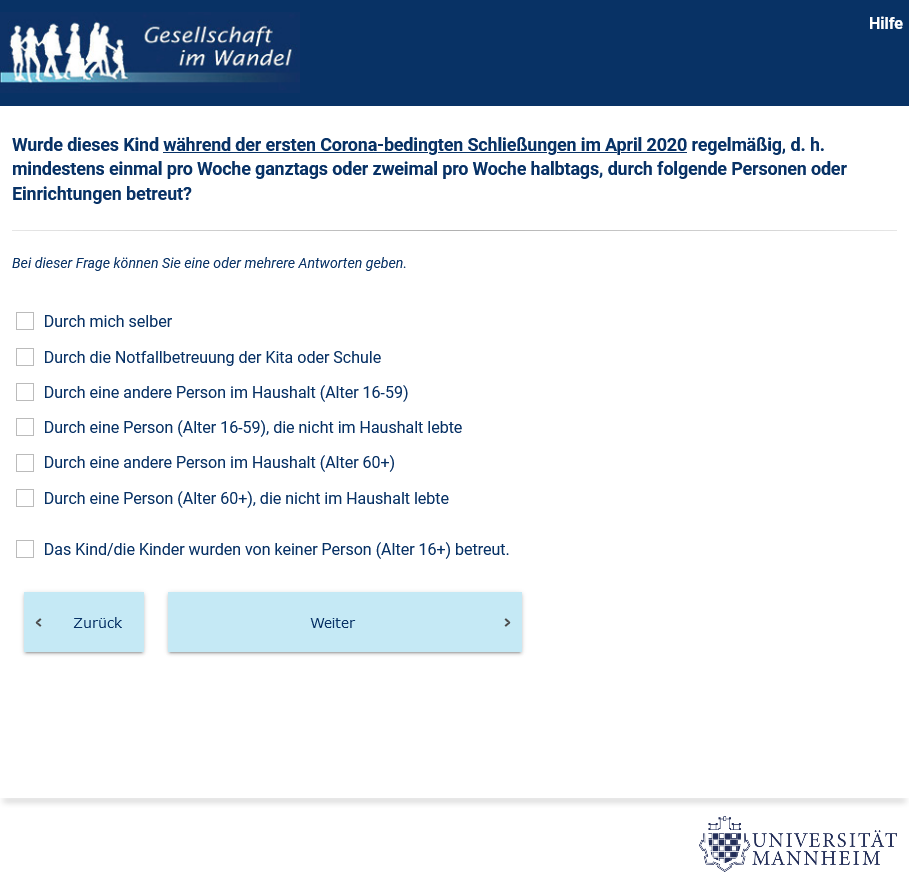 Gesellschaft
im Wandel
Hilfe
Wurde dieses Kind während der ersten Corona-bedingten Schließungen im April 2020 regelmäßig, d. h.
mindestens einmal pro Woche ganztags oder zweimal pro Woche halbtags, durch folgende Personen oder
Einrichtungen betreut?
Bei dieser Frage können Sie eine oder mehrere Antworten geben.
Durch mich selber
Durch die Notfallbetreuung der Kita oder Schule
Durch eine andere Person im Haushalt (Alter 16-59)
Durch eine Person (Alter 16-59), die nicht im Haushalt lebte
Durch eine andere Person im Haushalt (Alter 60+)
Durch eine Person (Alter 60+), die nicht im Haushalt lebte
Das Kind/die Kinder wurden von keiner Person (Alter 16+) betreut.
Zurück
Weiter
UNIVERSITÄT
MANNHEIM